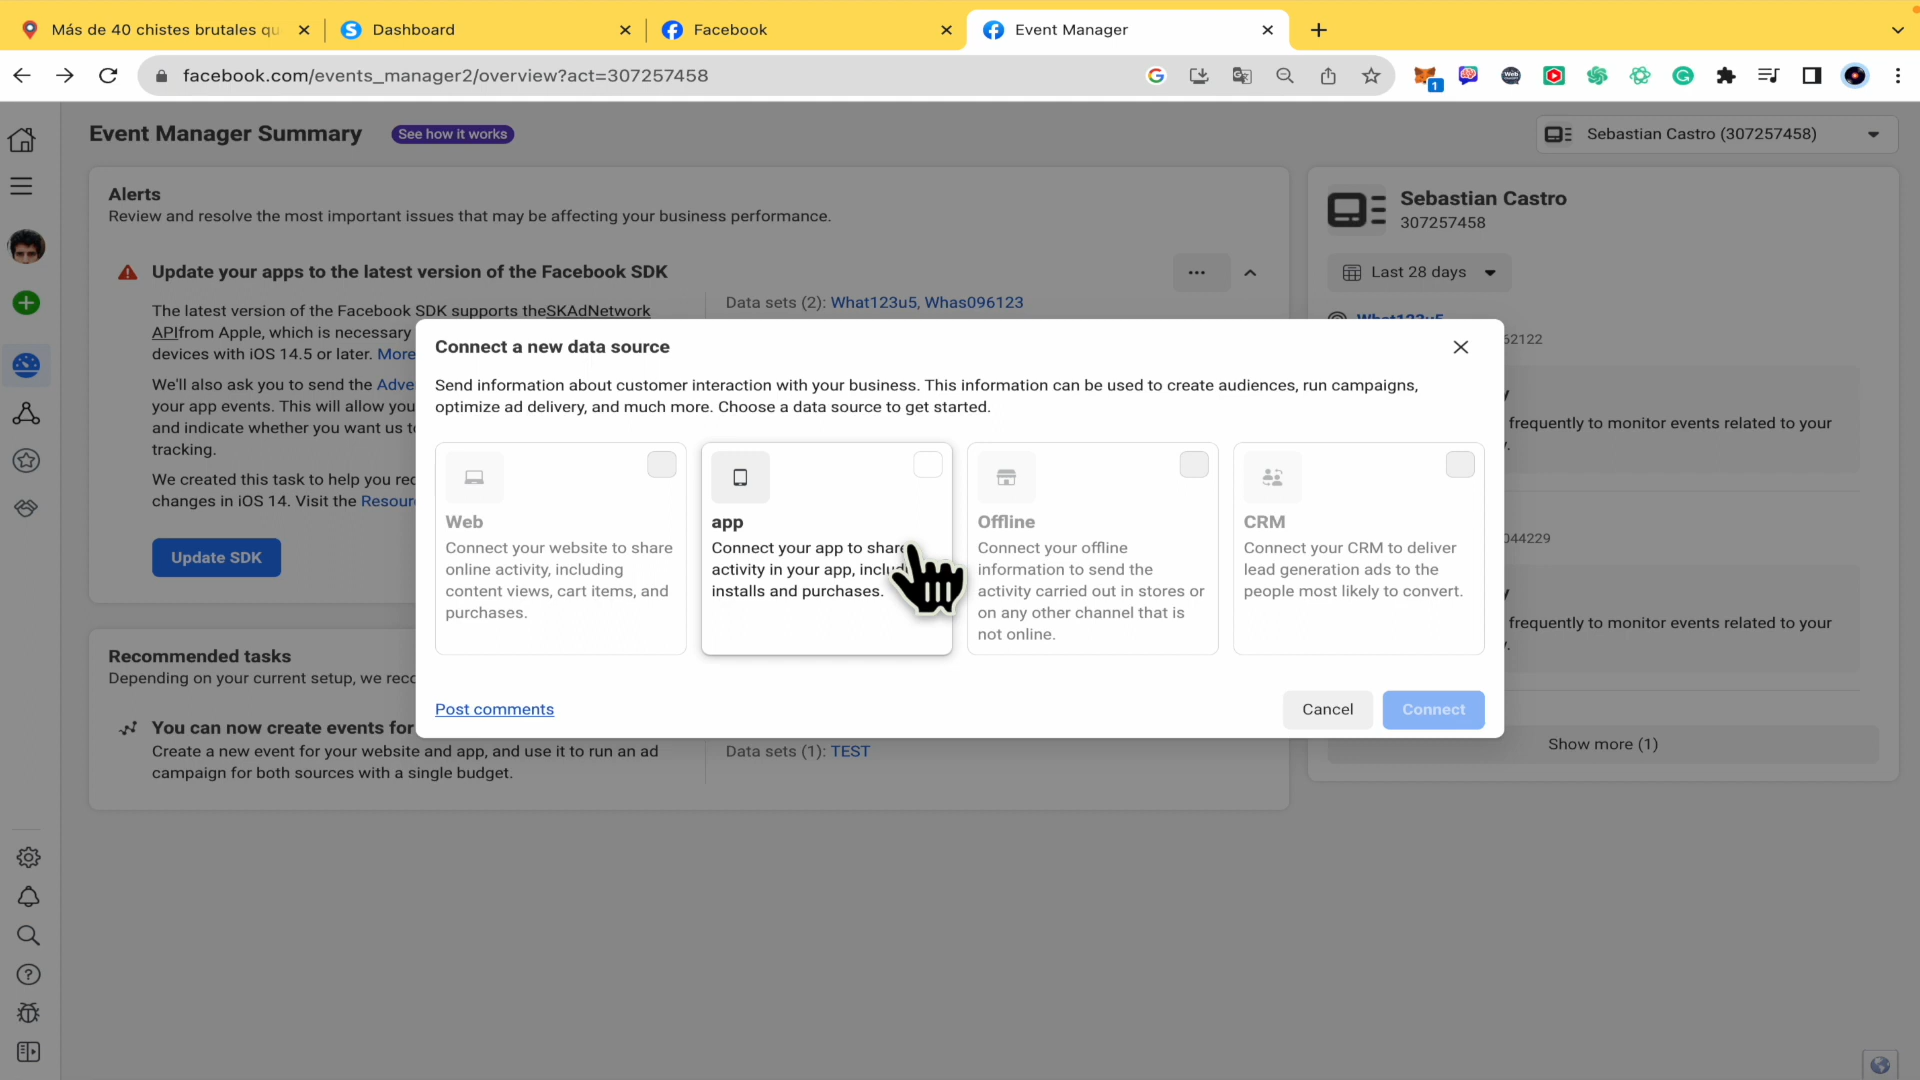 Más de 40 chistes brutales qu
Dashboard
Facebook
Event Manager
facebook.com/events_manager2/overview?act=307257458
1
Event Manager Summary
See how it works
Sebastian Castro (307257458)
Alerts
Review and resolve the most important issues that may be affecting your business performance.
Update your apps to the latest version of the Facebook SDK
The latest version of the Facebook SDK supports theSKAdNetwork
APIfrom Apple, which is necessary
devices with iOS 14.5 or later. More
We'll also ask you to send the Adve
your app events. This will allow you
and indicate whether you want us t
tracking.
We created this task to help you rec
changes in iOS 14. Visit the Resour
Update SDK
Data sets (2): What123u5, Whas096123
Sebastian Castro
307257458
Last 28 days
What123u5
62122
frequently to monitor events related to your
044229
frequently to monitor events related to your
Show more (1)
Connect a new data source
Send information about customer interaction with your business. This information can be used to create audiences, run campaigns,
optimize ad delivery, and much more. Choose a data source to get started.
Web
Connect your website to share
online activity, including
content views, cart items, and
purchases.
app
Connect your app to share
activity in your app, inclu
installs and purchases.
Offline
Connect your offline
information to send the
activity carried out in stores or
on any other channel that is
not online.
CRM
Connect your CRM to deliver
lead generation ads to the
people most likely to convert.
Post comments
Cancel
Connect
Recommended tasks
Depending on your current setup, we reco
You can now create events for
Create a new event for your website and app, and use it to run an ad
campaign for both sources with a single budget.
Data sets (1): TEST